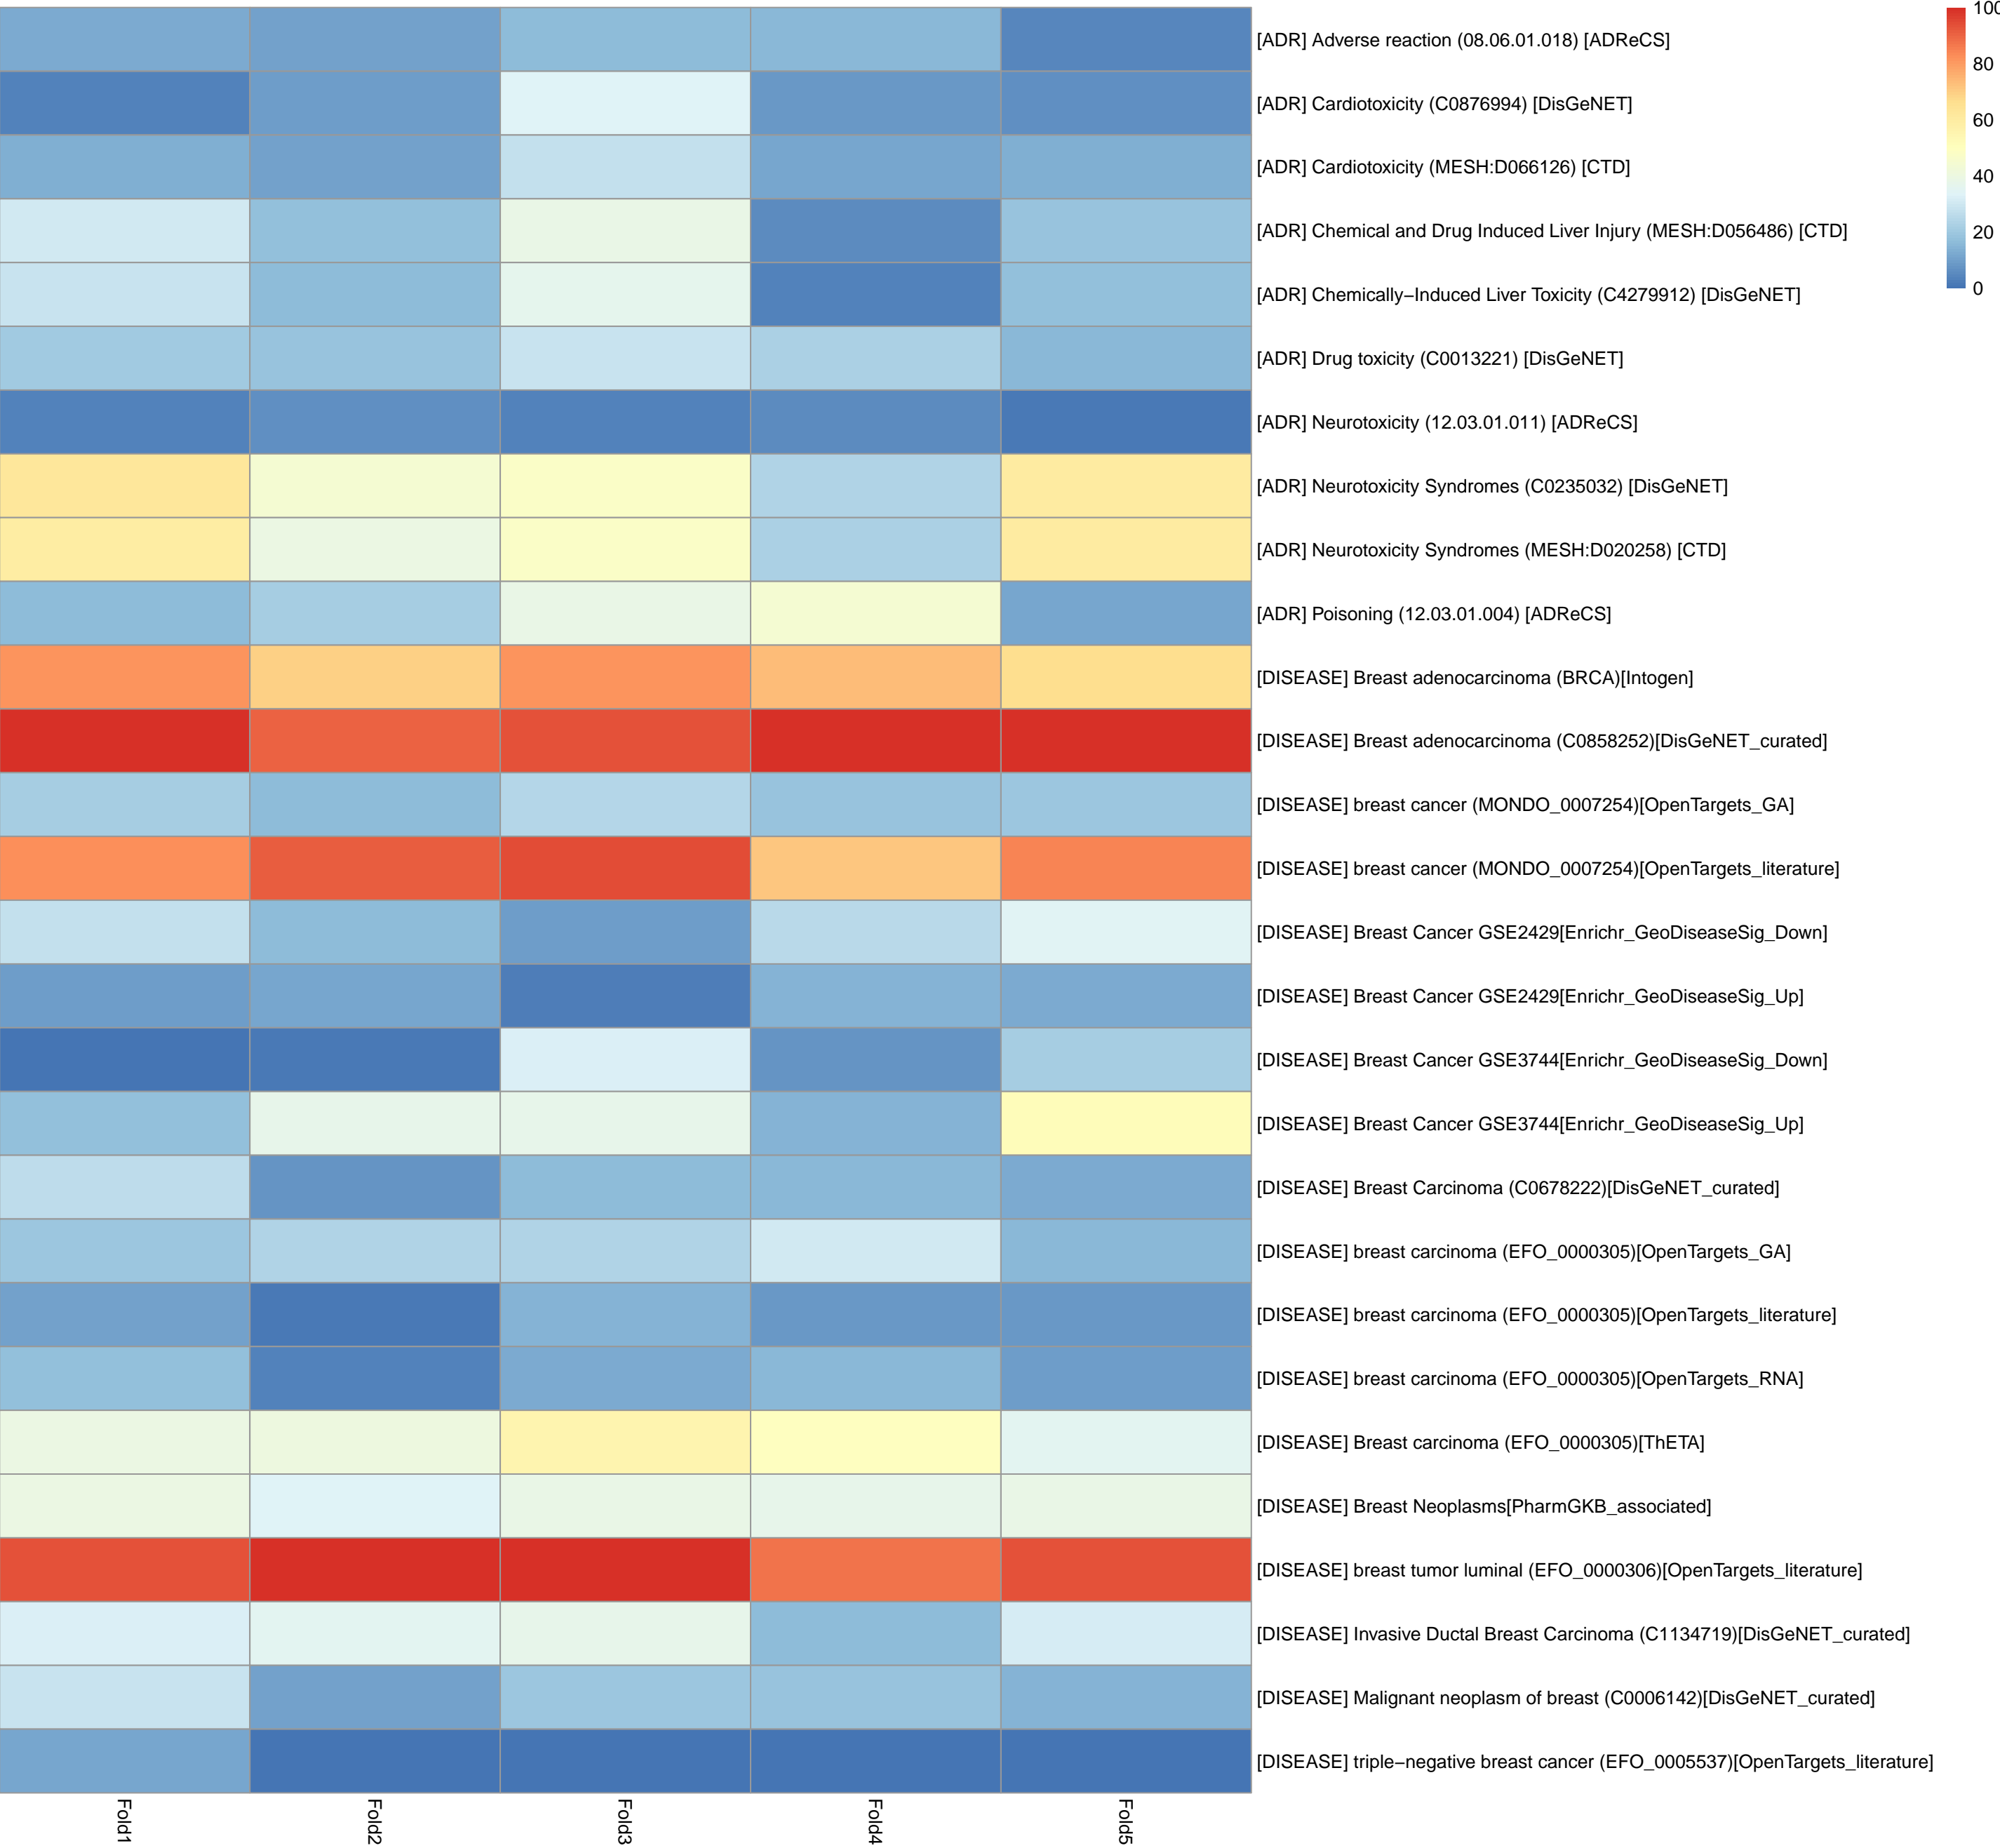 [ADR] Adverse reaction (08.06.01.018) [ADReCS]
[ADR] Cardiotoxicity (C0876994) [DisGeNET]
[ADR] Cardiotoxicity (MESH:D066126) [CTD]
[ADR] Chemical and Drug Induced Liver Injury (MESH:D056486) [CTD]
[ADR] Chemically−Induced Liver Toxicity (C4279912) [DisGeNET]
[ADR] Drug toxicity (C0013221) [DisGeNET]
[ADR] Neurotoxicity (12.03.01.011) [ADReCS]
[ADR] Neurotoxicity Syndromes (C0235032) [DisGeNET]
[ADR] Neurotoxicity Syndromes (MESH:D020258) [CTD]
[ADR] Poisoning (12.03.01.004) [ADReCS]
[DISEASE] Breast adenocarcinoma (BRCA)[Intogen]
[DISEASE] Breast adenocarcinoma (C0858252)[DisGeNET_curated]
[DISEASE] breast cancer (MONDO_0007254)[OpenTargets_GA]
[DISEASE] breast cancer (MONDO_0007254)[OpenTargets_literature]
[DISEASE] Breast Cancer GSE2429[Enrichr_GeoDiseaseSig_Down]
[DISEASE] Breast Cancer GSE2429[Enrichr_GeoDiseaseSig_Up]
[DISEASE] Breast Cancer GSE3744[Enrichr_GeoDiseaseSig_Down]
[DISEASE] Breast Cancer GSE3744[Enrichr_GeoDiseaseSig_Up]
[DISEASE] Breast Carcinoma (C0678222)[DisGeNET_curated]
[DISEASE] breast carcinoma (EFO_0000305)[OpenTargets_GA]
[DISEASE] breast carcinoma (EFO_0000305)[OpenTargets_literature]
[DISEASE] breast carcinoma (EFO_0000305)[OpenTargets_RNA]
[DISEASE] Breast carcinoma (EFO_0000305)[ThETA]
[DISEASE] Breast Neoplasms[PharmGKB_associated]
[DISEASE] breast tumor luminal (EFO_0000306)[OpenTargets_literature]
[DISEASE] Invasive Ductal Breast Carcinoma (C1134719)[DisGeNET_curated]
[DISEASE] Malignant neoplasm of breast (C0006142)[DisGeNET_curated]
[DISEASE] triple−negative breast cancer (EFO_0005537)[OpenTargets_literature]
Fold1
Fold2
Fold3
Fold4
Fold5
100
80
60
40
20
0